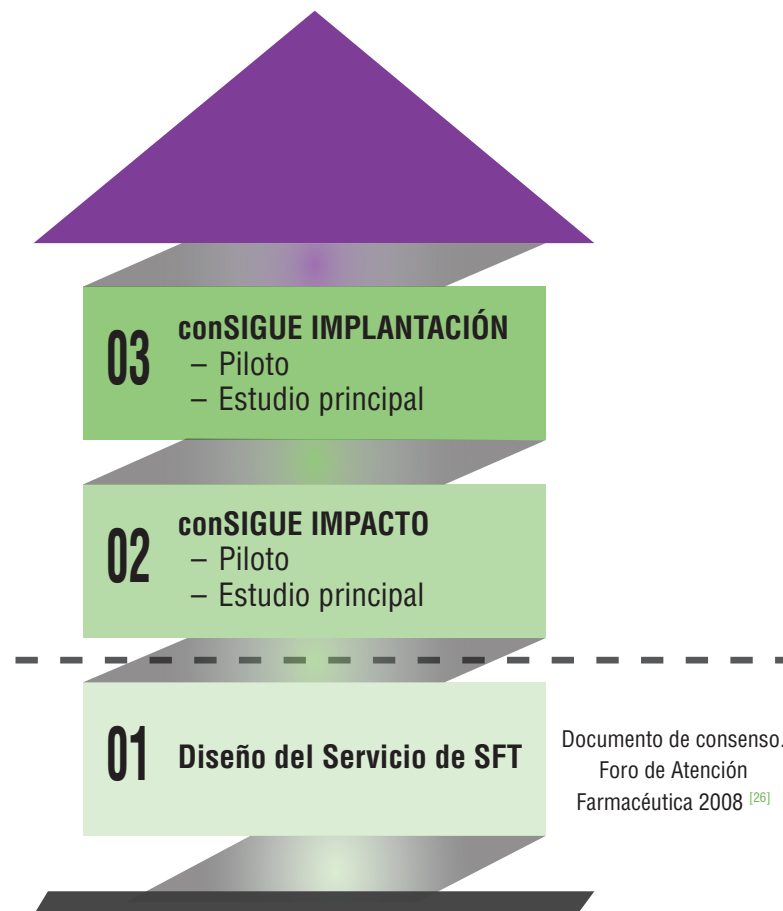 03
conSIGUE IMPLANTACIÓN
– Piloto
– Estudio principal
02
conSIGUE IMPACTO
– Piloto
– Estudio principal
01
Diseño del Servicio de SFT
Documento de consenso.
Foro de Atención
Farmacéutica 2008 [26]